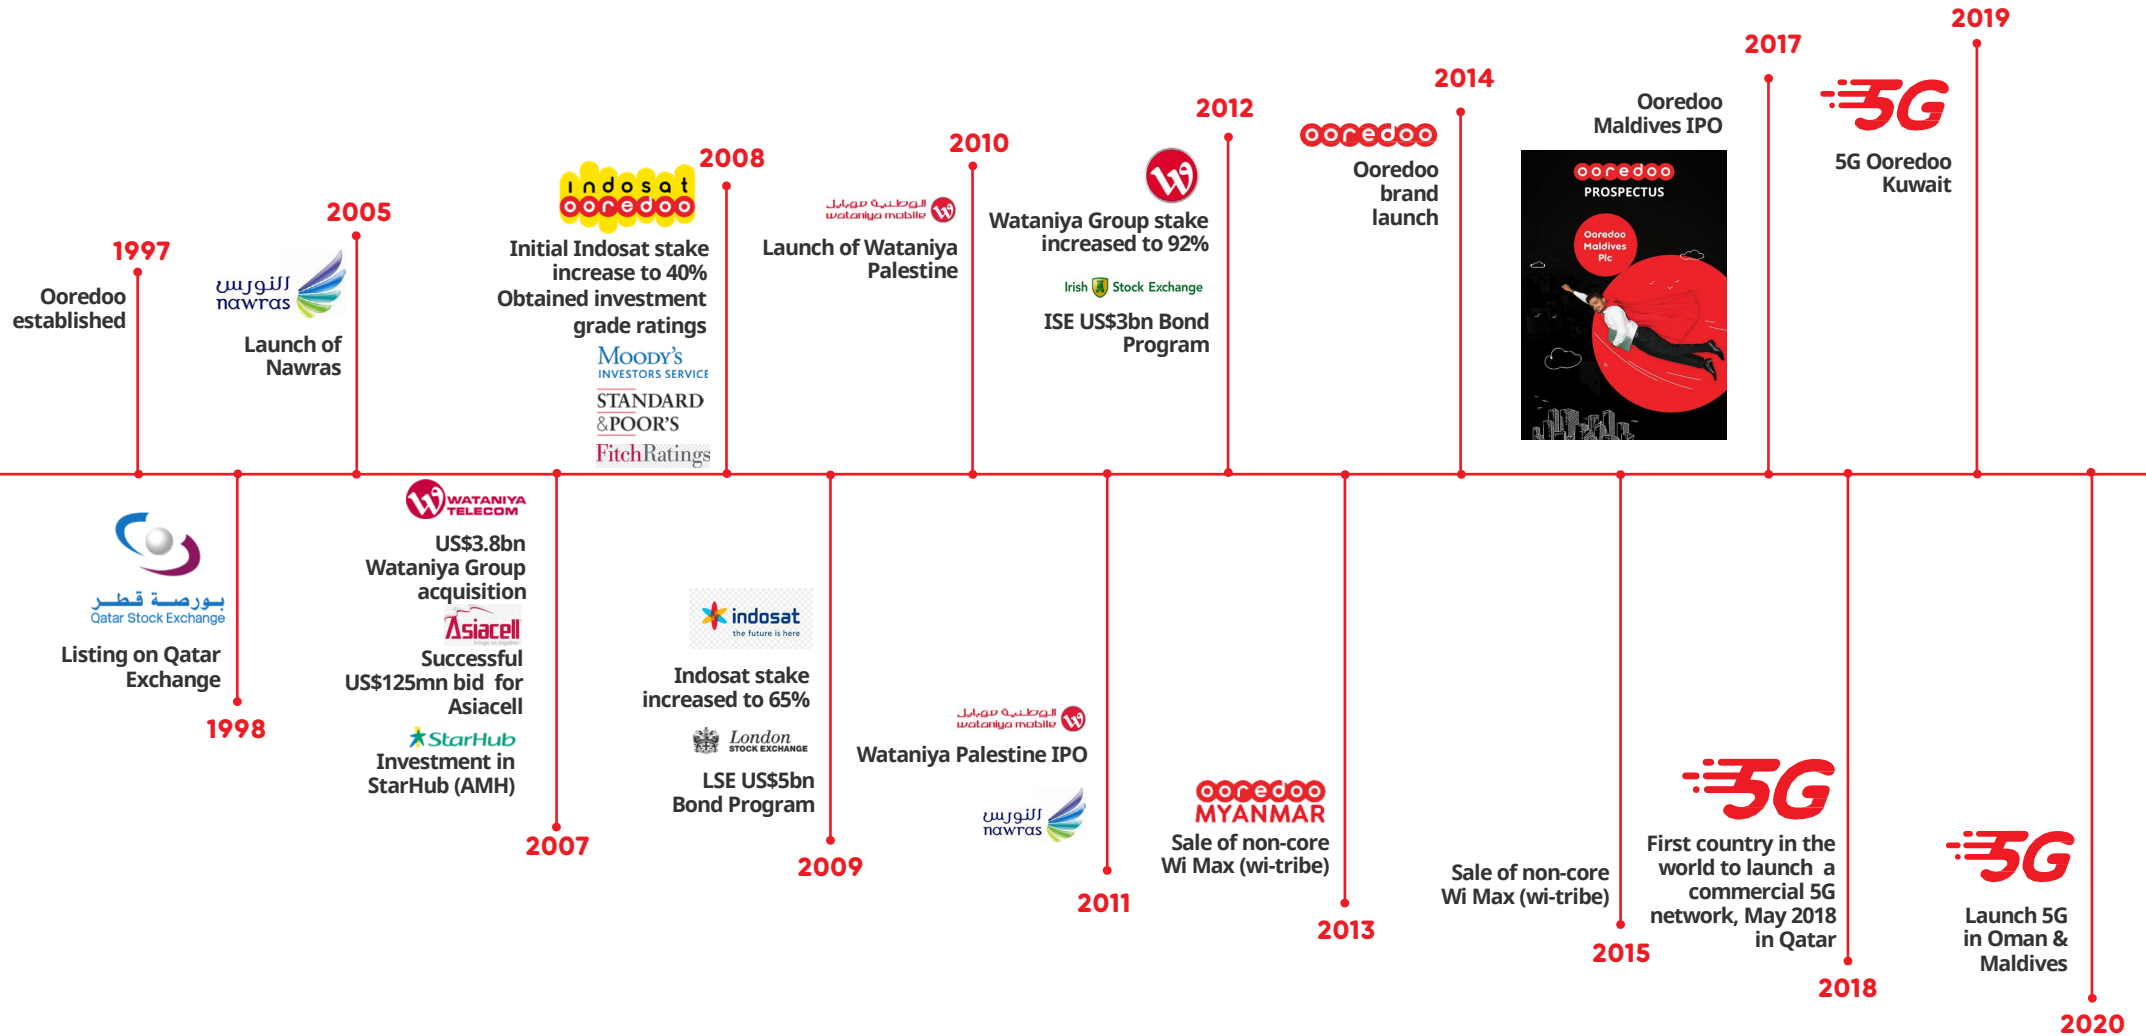 1997
Ooredoo
established
بـورصـة قـطـر
Qatar Stock Exchange
Listing on Qatar
Exchange
1998
2005
النورس
nawras
Launch of
Nawras
WATANIYA
TELECOM
US$3.8bn
Wataniya Group
acquisition
Asiacell
Successful
US$125mn bid for
Asiacell
StarHub
Investment in
StarHub (AMH)
2007
2008
indosat
ooredoo
Initial Indosat stake
increase to 40%
Obtained investment
grade ratings
MOODY'S
INVESTORS SERVICE
STANDARD
&POOR'S
FitchRatings
indosat
the future is here
Indosat stake
increased to 65%
London
STOCK EXCHANGE
LSE US$5bn
Bond Program
2009
2010
الوطنية موبايل
wataniya mobile
Launch of Wataniya
Palestine
الوطنية موبايل
wataniya mobile
Wataniya Palestine IPO
النورس
nawras
2011
2012
Wataniya Group stake
increased to 92%
Irish Stock Exchange
ISE US$3bn Bond
Program
ooredoo
MYANMAR
Sale of non-core
Wi Max (wi-tribe)
2013
2014
ooredoo
Ooredoo
brand
launch
Sale of non-core
Wi Max (wi-tribe)
2015
2017
Ooredoo
Maldives IPO
ooredoo
PROSPECTUS
Ooredoo
Maldives
Plc
5G
First country in the
world to launch a
commercial 5G
network, May 2018
in Qatar
2018
2019
5G
5G Ooredoo
Kuwait
5G
Launch 5G
in Oman &
Maldives
2020